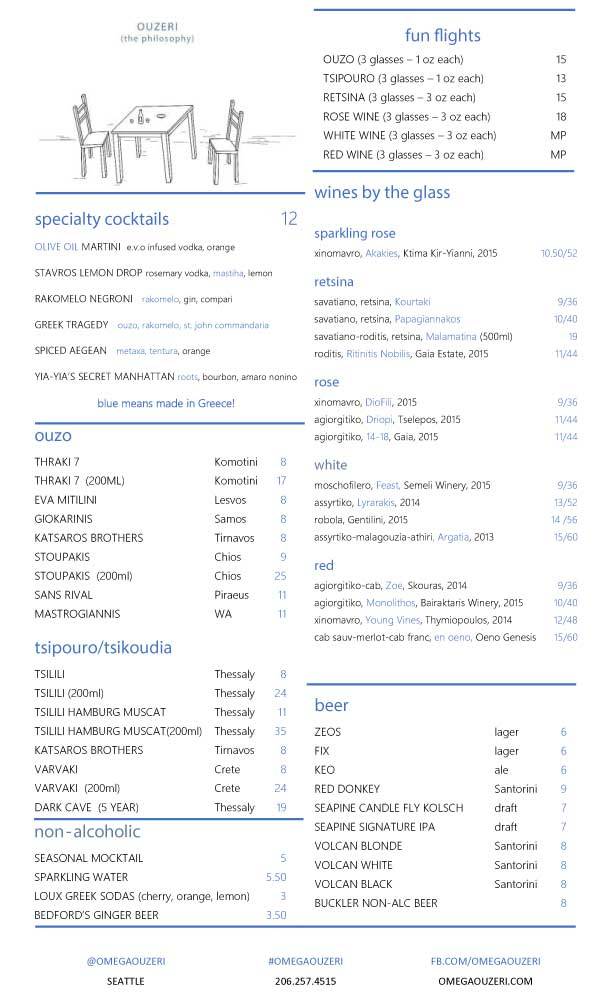 OUZERI
(the philosophy)
specialty cocktails 12
OLIVE OIL MARTINI e.v.o infused vodka, orange
STAVROS LEMON DROP rosemary vodka, mastiha, lemon
RAKOMELO NEGRONI rakomelo, gin, compari
GREEK TRAGEDY ouzo, rakomelo, st. john commandaria
SPICED AEGEAN metaxa, tentura, orange
YIA-YIA'S SECRET MANHATTAN roots, bourbon, amaro nonino
blue means made in Greece!
ouzo
THRAKI 7 Komotini 8
THRAKI 7 (200ML) Komotini 17
EVA MITILINI Lesvos 8
GIOKARINIS Samos 8
KATSAROS BROTHERS Tirnavos 8
STOUPAKIS Chios 9
STOUPAKIS (200ml) Chios 25
SANS RIVAL Piraeus 11
MASTROGIANNIS WA 11
tsipouro/tsikoudia
TSILILI Thessaly 8
TSILILI (200ml) Thessaly 24
TSILILI HAMBURG MUSCAT Thessaly 11
TSILILI HAMBURG MUSCAT(200ml) Thessaly 35
KATSAROS BROTHERS Tirnavos 8
VARVAKI Crete 8
VARVAKI (200ml) Crete 24
DARK CAVE (5 YEAR) Thessaly 19
non-alcoholic
SEASONAL MOCKTAIL 5
SPARKLING WATER 5.50
LOUX GREEK SODAS (cherry, orange, lemon) 3
BEDFORD'S GINGER BEER 3.50
fun flights
OUZO (3 glasses – 1 oz each) 15
TSIPOURO (3 glasses – 1 oz each) 13
RETSINA (3 glasses – 3 oz each) 15
ROSE WINE (3 glasses – 3 oz each) 18
WHITE WINE (3 glasses – 3 oz each) MP
RED WINE (3 glasses – 3 oz each) MP
wines by the glass
sparkling rose
xinomavro, Akakies, Ktima Kir-Yianni, 2015 10.50/52
retsina
savatiano, retsina, Kourtaki 9/36
savatiano, retsina, Papagiannakos 10/40
savatiano-roditis, retsina, Malamatina (500ml) 19
roditis, Ritinitis Nobilis, Gaia Estate, 2015 11/44
rose
xinomavro, DioFili, 2015 9/36
agiorgitiko, Driopi, Tselepos, 2015 11/44
agiorgitiko, 14-18, Gaia, 2015 11/44
white
moschofilero, Feast, Semeli Winery, 2015 9/36
assyrtiko, Lyrarakis, 2014 13/52
robola, Gentilini, 2015 14 /56
assyrtiko-malagouzia-athiri, Argatia, 2013 15/60
red
agiorgitiko-cab, Zoe, Skouras, 2014 9/36
agiorgitiko, Monolithos, Bairaktaris Winery, 2015 10/40
xinomavro, Young Vines, Thymiopoulos, 2014 12/48
cab sauv-merlot-cab franc, en oeno, Oeno Genesis 15/60
beer
ZEOS lager 6
FIX lager 6
KEO ale 6
RED DONKEY Santorini 9
SEAPINE CANDLE FLY KOLSCH draft 7
SEAPINE SIGNATURE IPA draft 7
VOLCAN BLONDE Santorini 8
VOLCAN WHITE Santorini 8
VOLCAN BLACK Santorini 8
BUCKLER NON-ALC BEER 8
@OMEGAOUZERI #OMEGAOUZERI FB.COM/OMEGAOUZERI
SEATTLE 206.257.4515 OMEGAOUZERI.COM